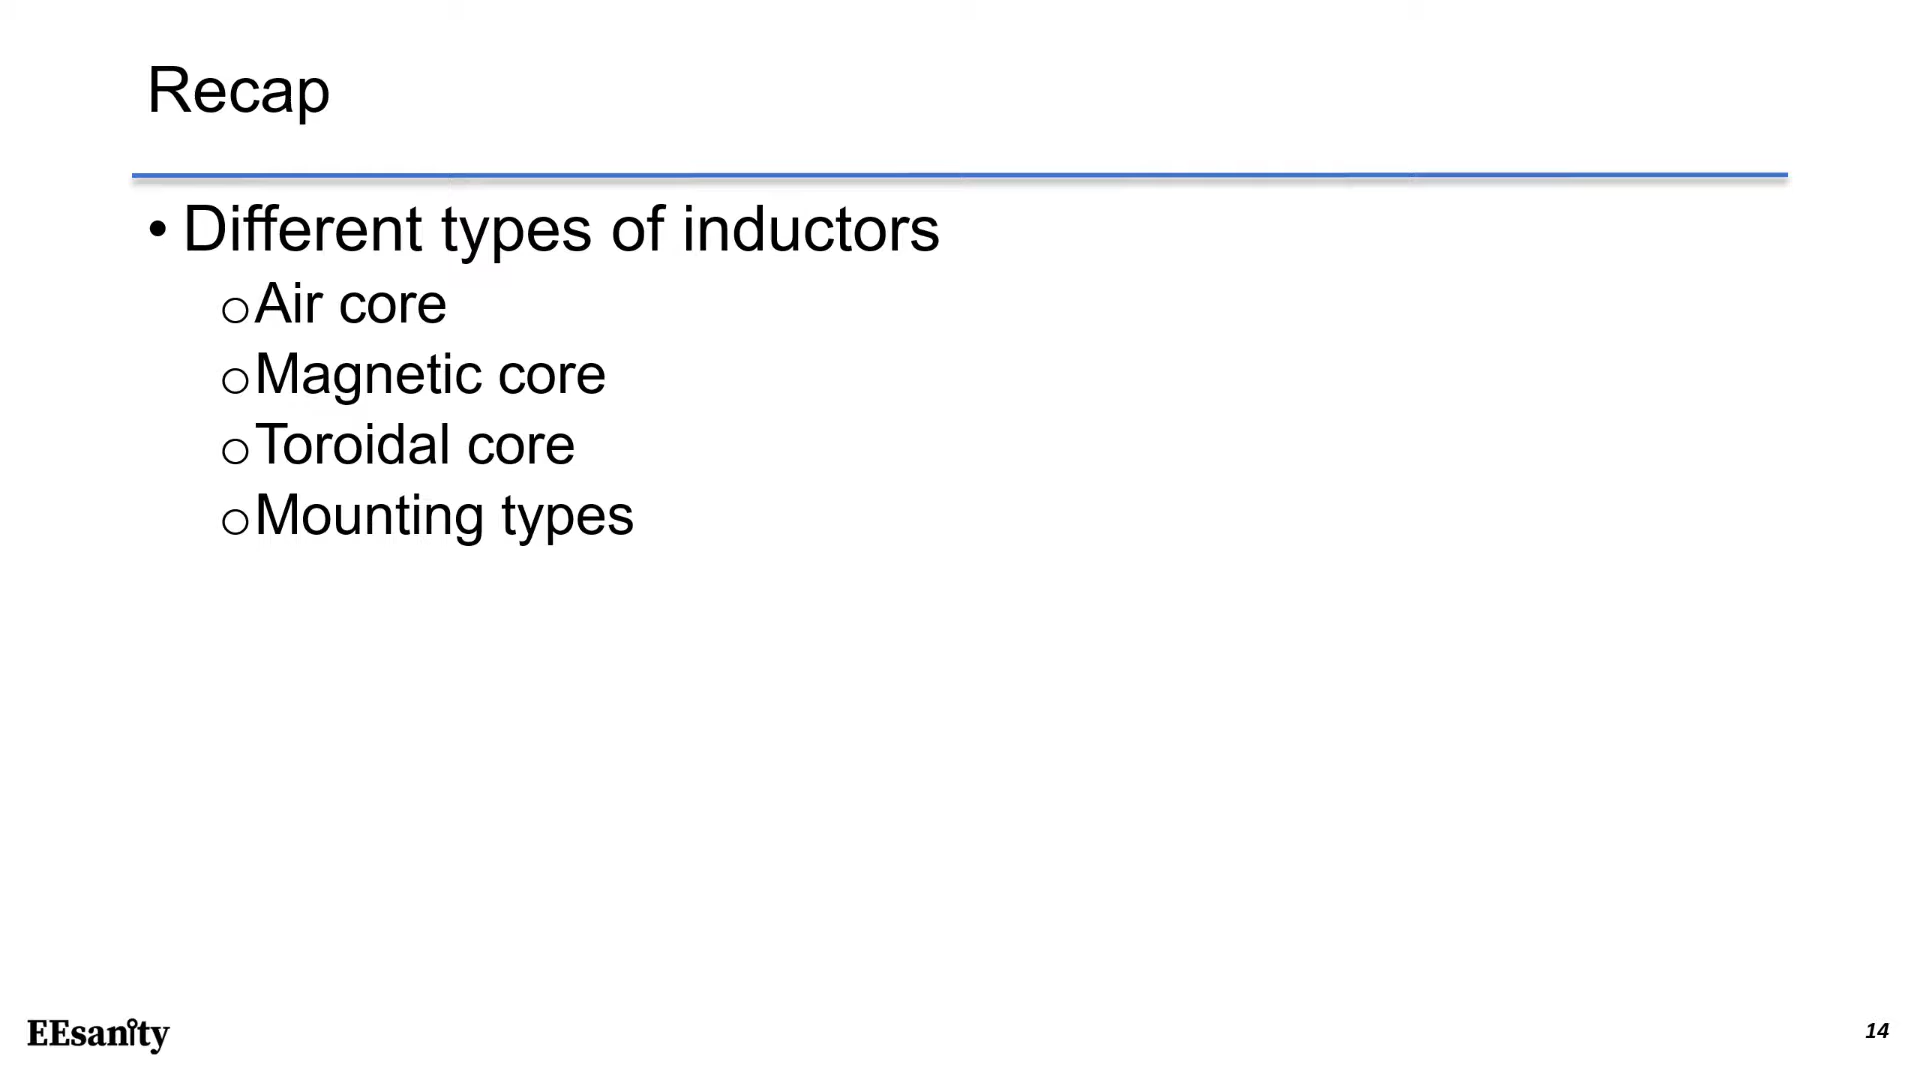 Recap
• Different types of inductors
oAir core
oMagnetic core
oToroidal core
oMounting types
EEsanity
14